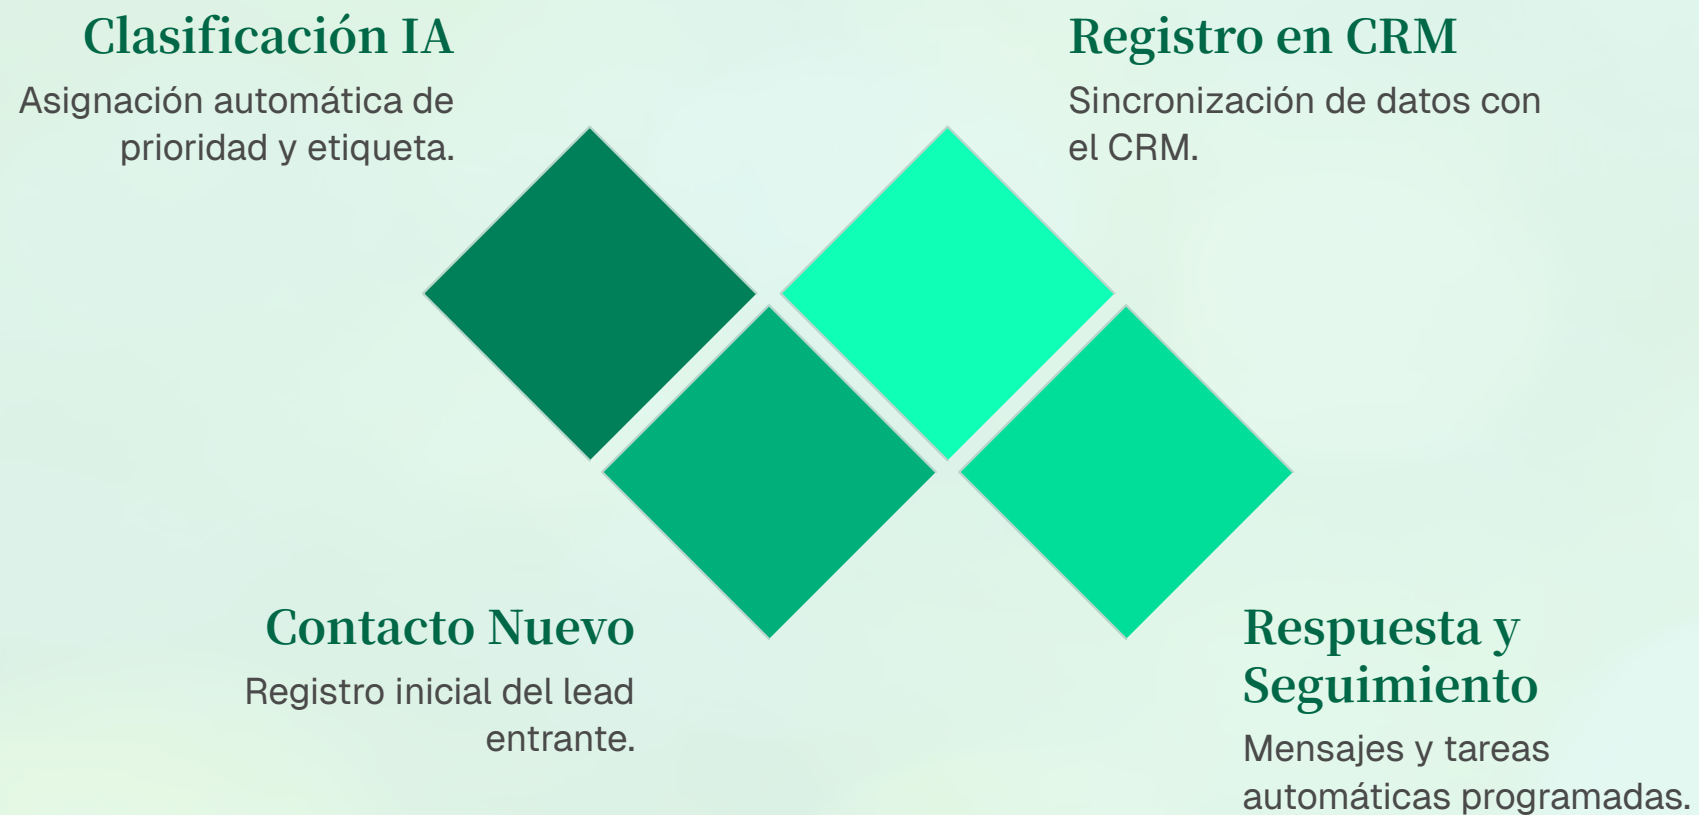 Clasificación IA
Asignación automática de
prioridad y etiqueta.
Registro en CRM
Sincronización de datos con
el CRM.
Contacto Nuevo
Registro inicial del lead
entrante.
Respuesta y
Seguimiento
Mensajes y tareas
automáticas programadas.